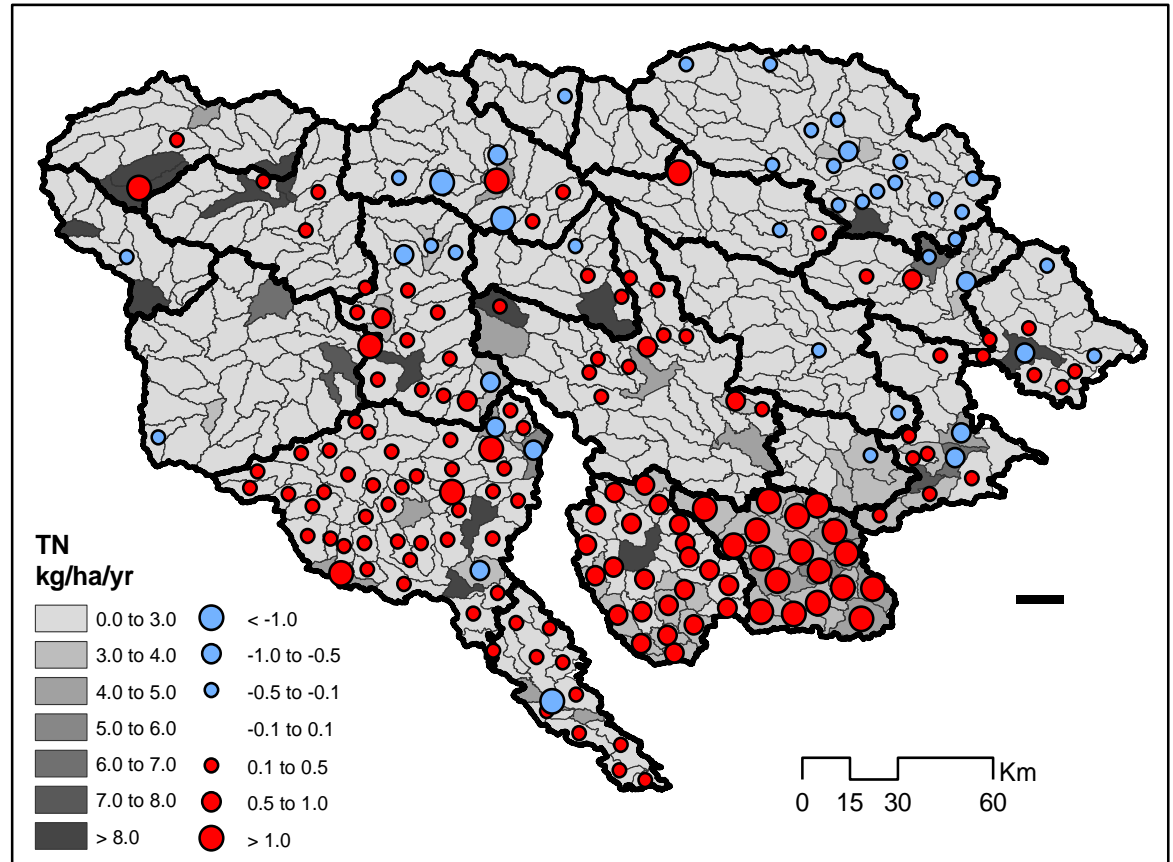 TN
kg/ha/yr
0.0 to 3.0
< -1.0
3.0 to 4.0
-1.0 to -0.5
4.0 to 5.0
-0.5 to -0.1
5.0 to 6.0
-0.1 to 0.1
6.0 to 7.0
0.1 to 0.5
7.0 to 8.0
0.5 to 1.0
> 8.0
> 1.0
Km
0 15 30 60